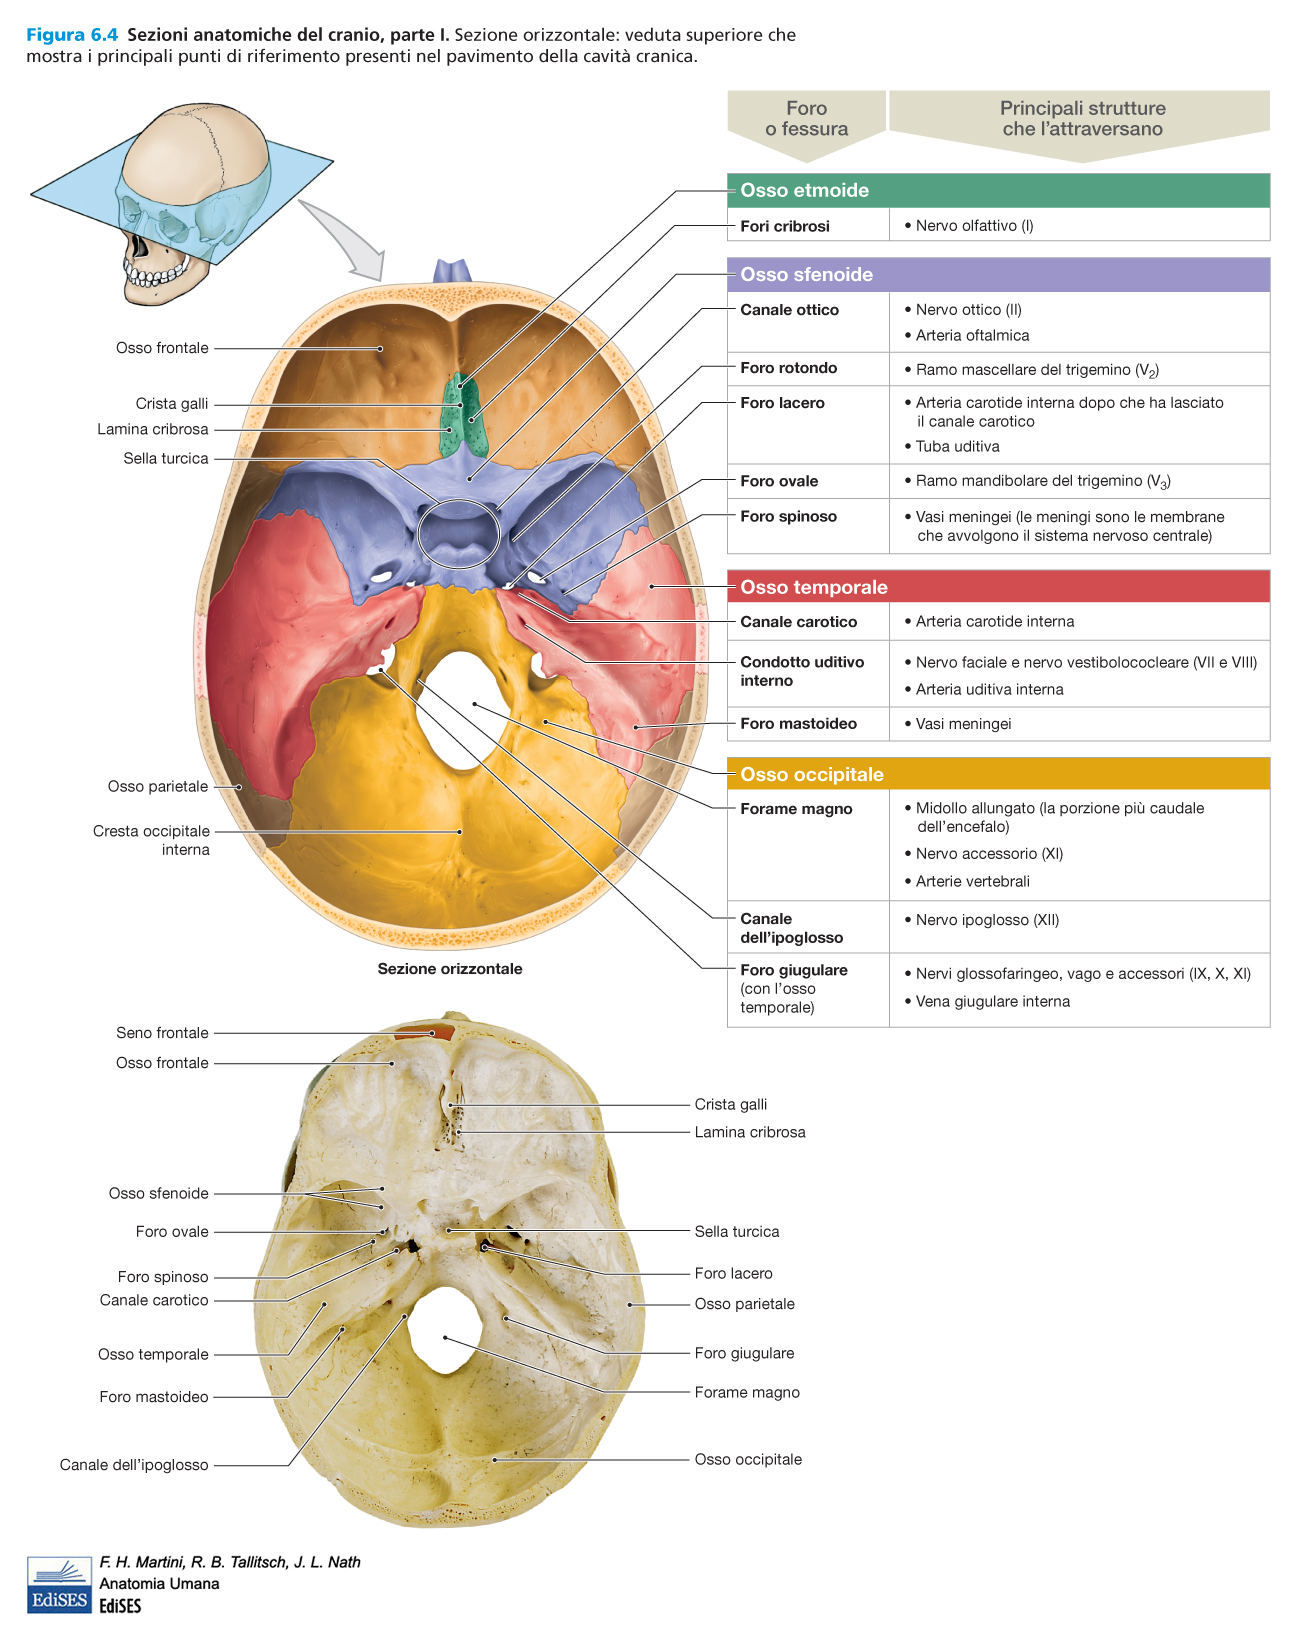 Figura 6.4 Sezioni anatomiche del cranio, parte I. Sezione orizzontale: veduta superiore che
mostra i principali punti di riferimento presenti nel pavimento della cavità cranica.
Foro
o fessura
Principali strutture
che l'attraversano
Osso etmoide
Fori cribrosi
• Nervo olfattivo (I)
Osso sfenoide
Canale ottico
• Nervo ottico (II)
• Arteria oftalmica
Foro rotondo
• Ramo mascellare del trigemino (V2)
Foro lacero
• Arteria carotide interna dopo che ha lasciato
il canale carotico
• Tuba uditiva
Foro ovale
• Ramo mandibolare del trigemino (V3)
Foro spinoso
• Vasi meningei (le meningi sono le membrane
che avvolgono il sistema nervoso centrale)
Osso temporale
Canale carotico
• Arteria carotide interna
Condotto uditivo
interno
• Nervo faciale e nervo vestibolococleare (VII e VIII)
• Arteria uditiva interna
Foro mastoideo
• Vasi meningei
Osso occipitale
Forame magno
• Midollo allungato (la porzione più caudale
dell'encefalo)
• Nervo accessorio (XI)
• Arterie vertebrali
Canale
dell'ipoglosso
• Nervo ipoglosso (XII)
Foro giugulare
(con l'osso
temporale)
• Nervi glossofaringeo, vago e accessori (IX, X, XI)
• Vena giugulare interna
Osso frontale
Crista galli
Lamina cribrosa
Sella turcica
Osso parietale
Cresta occipitale
interna
Sezione orizzontale
Seno frontale
Osso frontale
Osso sfenoide
Foro ovale
Foro spinoso
Canale carotico
Osso temporale
Foro mastoideo
Canale dell'ipoglosso
Crista galli
Lamina cribrosa
Sella turcica
Foro lacero
Osso parietale
Foro giugulare
Forame magno
Osso occipitale
EdiSES
F. H. Martini, R. B. Tallitsch, J. L. Nath
Anatomia Umana
EdiSES